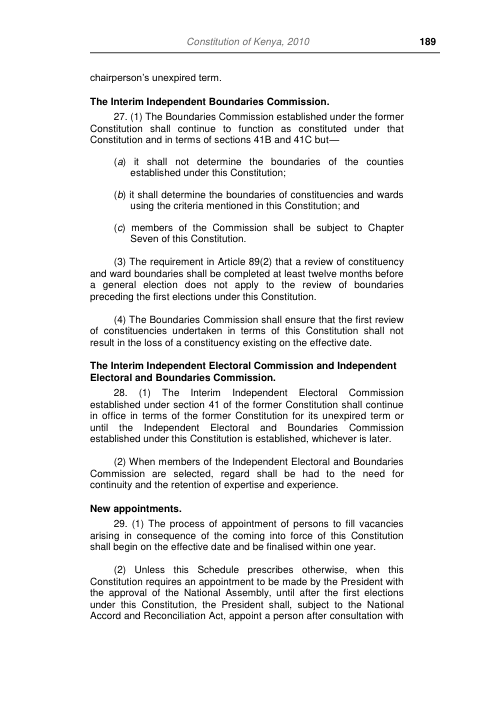 Constitution of Kenya, 2010 189
chairperson's unexpired term.
The Interim Independent Boundaries Commission.
27. (1) The Boundaries Commission established under the former
Constitution shall continue to function as constituted under that
Constitution and in terms of sections 41B and 41C but—
(a) it shall not determine the boundaries of the counties
established under this Constitution;
(b) it shall determine the boundaries of constituencies and wards
using the criteria mentioned in this Constitution; and
(c) members of the Commission shall be subject to Chapter
Seven of this Constitution.
(3) The requirement in Article 89(2) that a review of constituency
and ward boundaries shall be completed at least twelve months before
a general election does not apply to the review of boundaries
preceding the first elections under this Constitution.
(4) The Boundaries Commission shall ensure that the first review
of constituencies undertaken in terms of this Constitution shall not
result in the loss of a constituency existing on the effective date.
The Interim Independent Electoral Commission and Independent
Electoral and Boundaries Commission.
28. (1) The Interim Independent Electoral Commission
established under section 41 of the former Constitution shall continue
in office in terms of the former Constitution for its unexpired term or
until the Independent Electoral and Boundaries Commission
established under this Constitution is established, whichever is later.
(2) When members of the Independent Electoral and Boundaries
Commission are selected, regard shall be had to the need for
continuity and the retention of expertise and experience.
New appointments.
29. (1) The process of appointment of persons to fill vacancies
arising in consequence of the coming into force of this Constitution
shall begin on the effective date and be finalised within one year.
(2) Unless this Schedule prescribes otherwise, when this
Constitution requires an appointment to be made by the President with
the approval of the National Assembly, until after the first elections
under this Constitution, the President shall, subject to the National
Accord and Reconciliation Act, appoint a person after consultation with